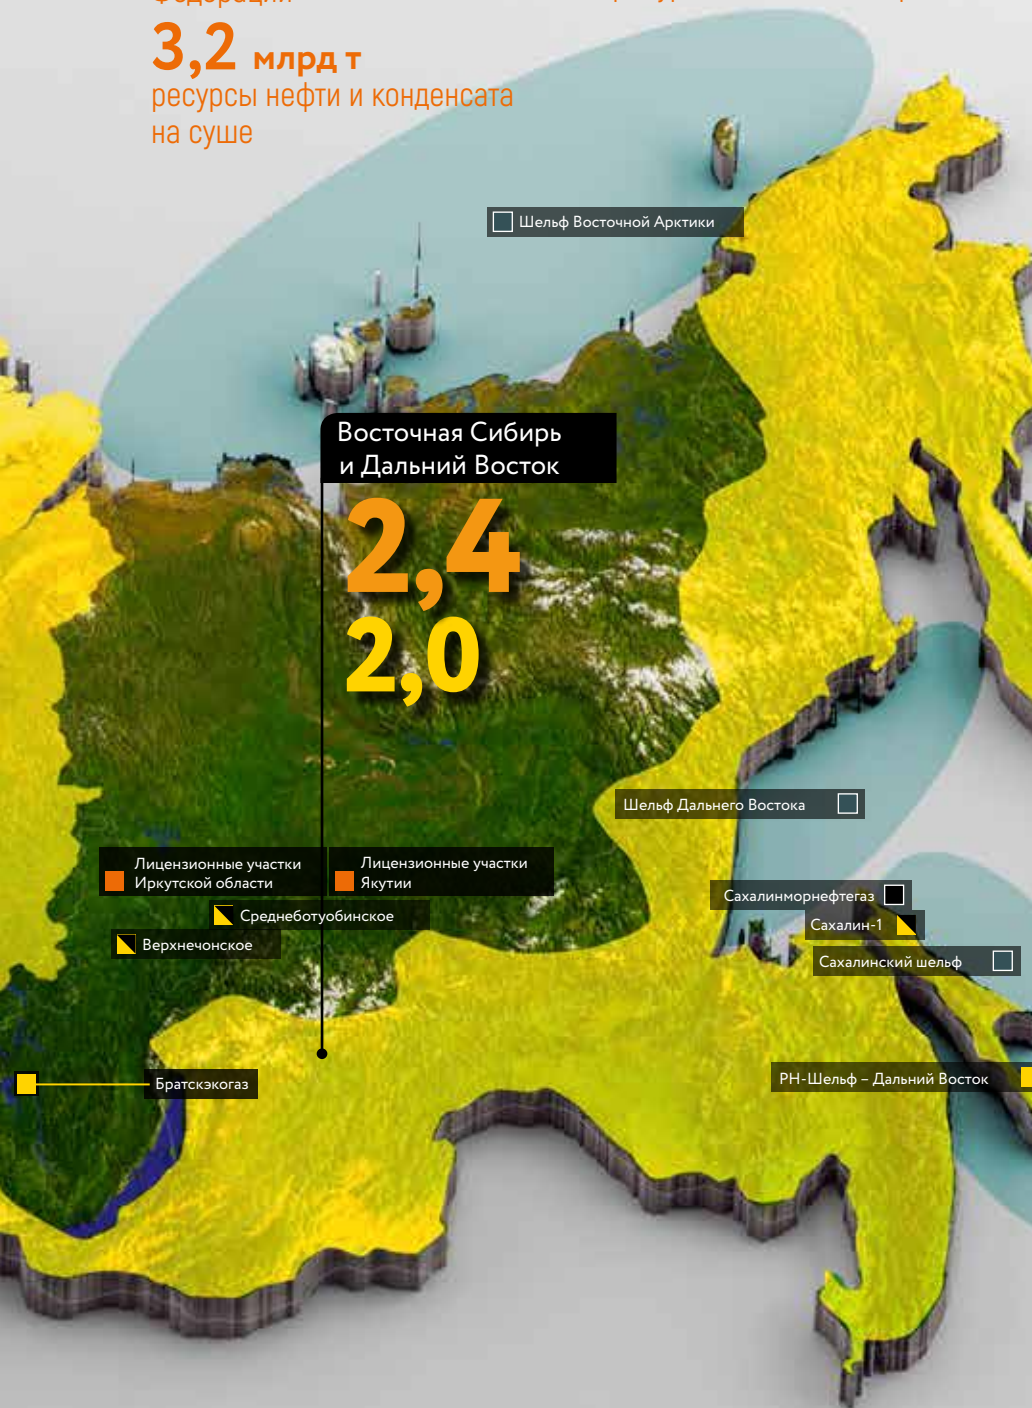 3,2 млрд т
ресурсы нефти и конденсата
на суше
Шельф Восточной Арктики
Восточная Сибирь
и Дальний Восток
2,4
2,0
Шельф Дальнего Востока
Лицензионные участки
Иркутской области
Лицензионные участки
Якутии
Среднеботуобинское
Верхнечонское
Сахалинморнефтегаз
Сахалин-1
Сахалинский шельф
Братскэкогаз
РН-Шельф – Дальний Восток